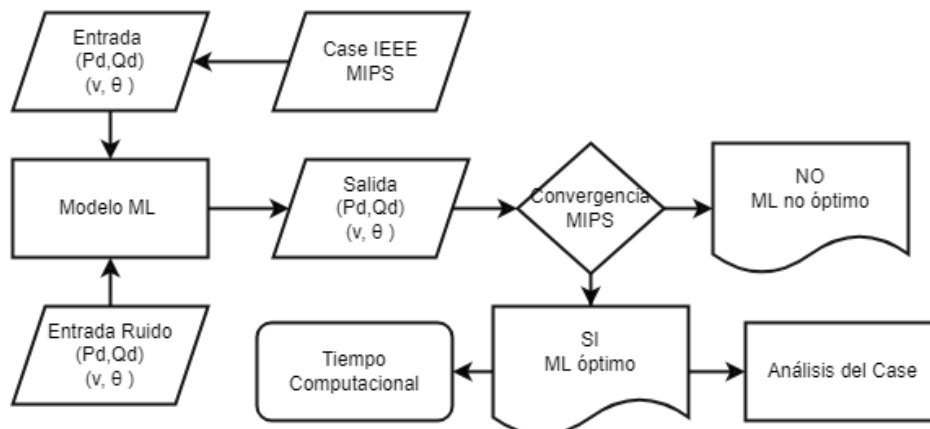 Entrada
(Pd,Qd)
(v, θ )
Case IEEE
MIPS
Modelo ML
Salida
(Pd,Qd)
(v, θ )
Convergencia
MIPS
NO
ML no óptimo
Entrada Ruido
(Pd,Qd)
(v, θ )
Tiempo
Computacional
SI
ML óptimo
Análisis del Case